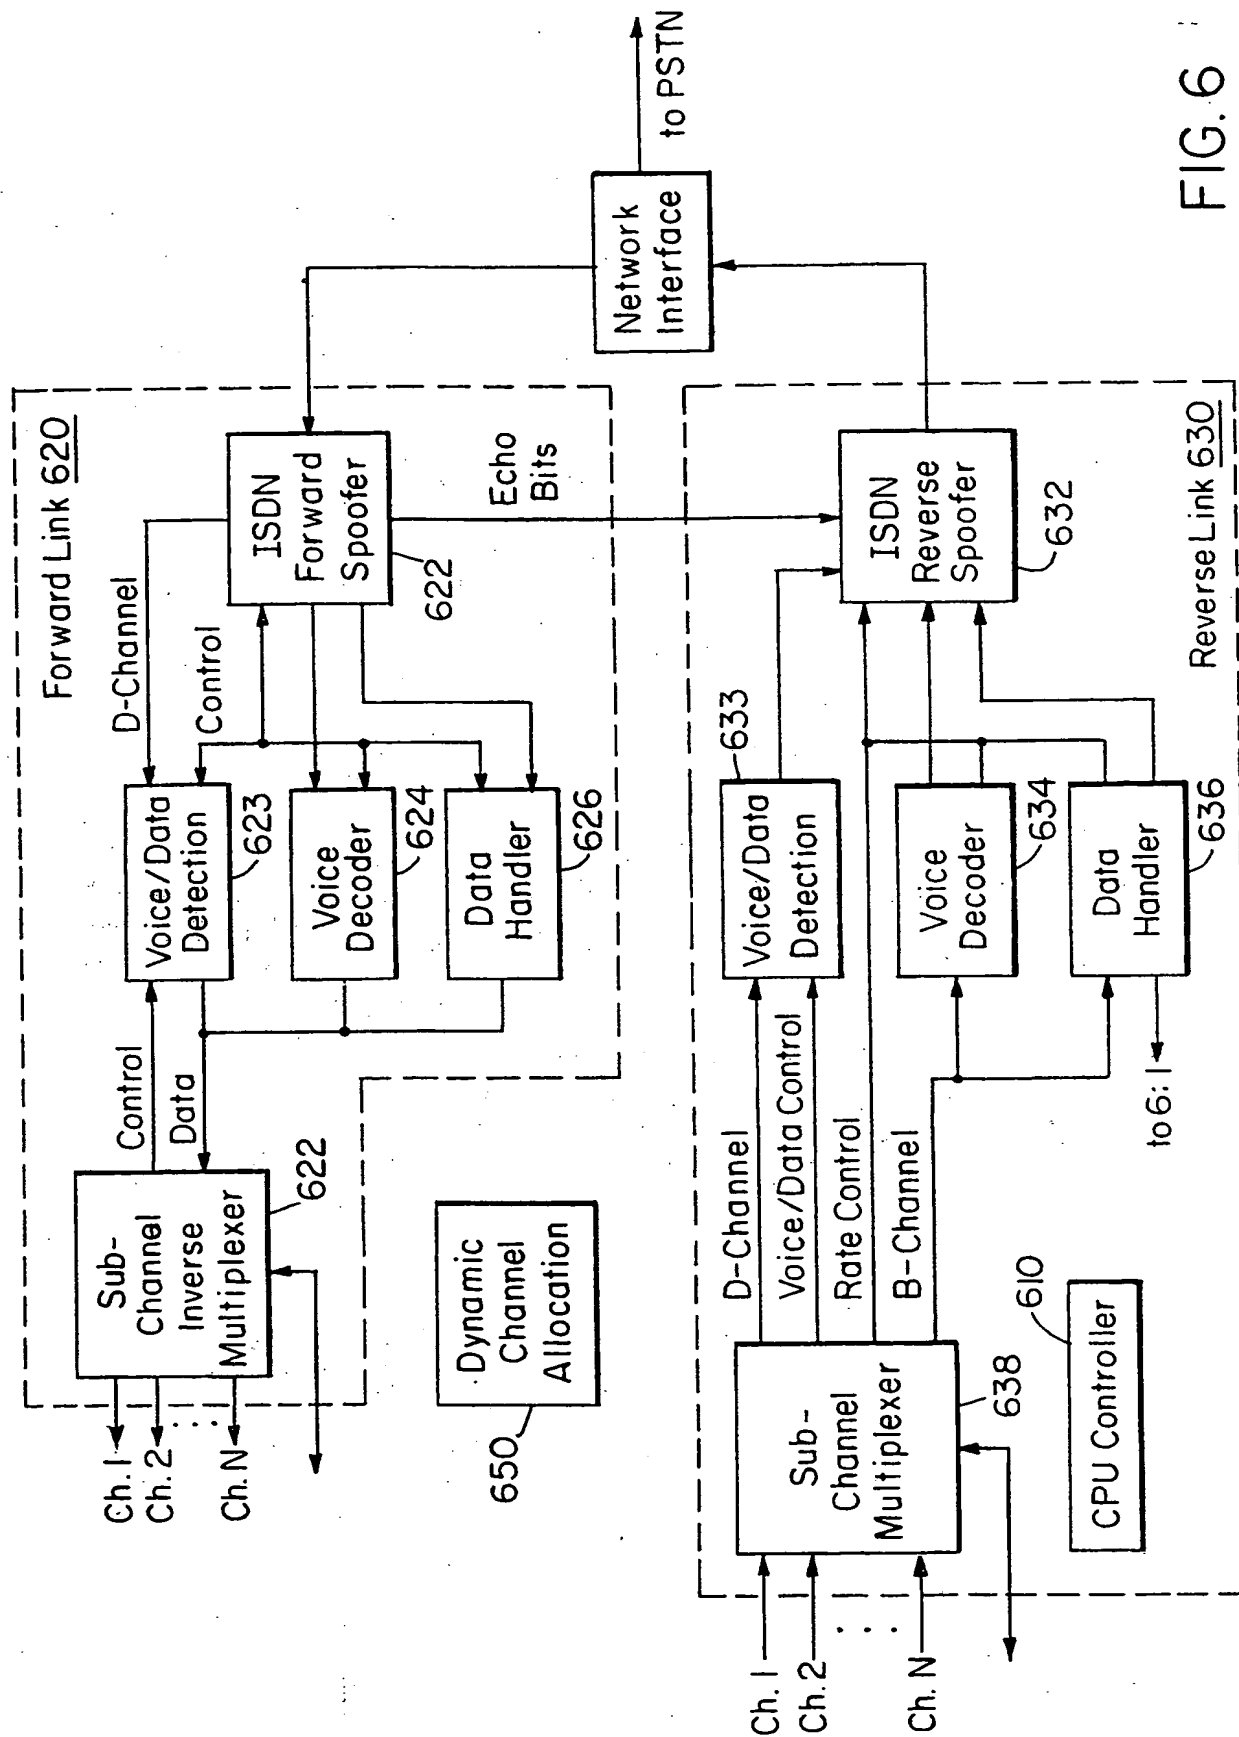 Forward Link 620
Ch. 1
Ch. 2
Ch. N
Sub-
Channel
Inverse
Multiplexer
622
Control
Data
Voice/Data
Detection
623
Voice
Decoder
624
Data
Handler
626
D-Channel
Control
ISDN
Forward
Spoofer
622
Echo
Bits
Network
Interface
to PSTN
Dynamic
Channel
Allocation
650
Reverse Link 630
Ch. 1
Ch. 2
Ch. N
Sub-
Channel
Multiplexer
638
D-Channel
Voice/Data Control
Rate Control
B-Channel
Voice/Data
Detection
633
Voice
Decoder
634
Data
Handler
636
to 6:1
ISDN
Reverse
Spoofer
632
CPU Controller
610
FIG. 6